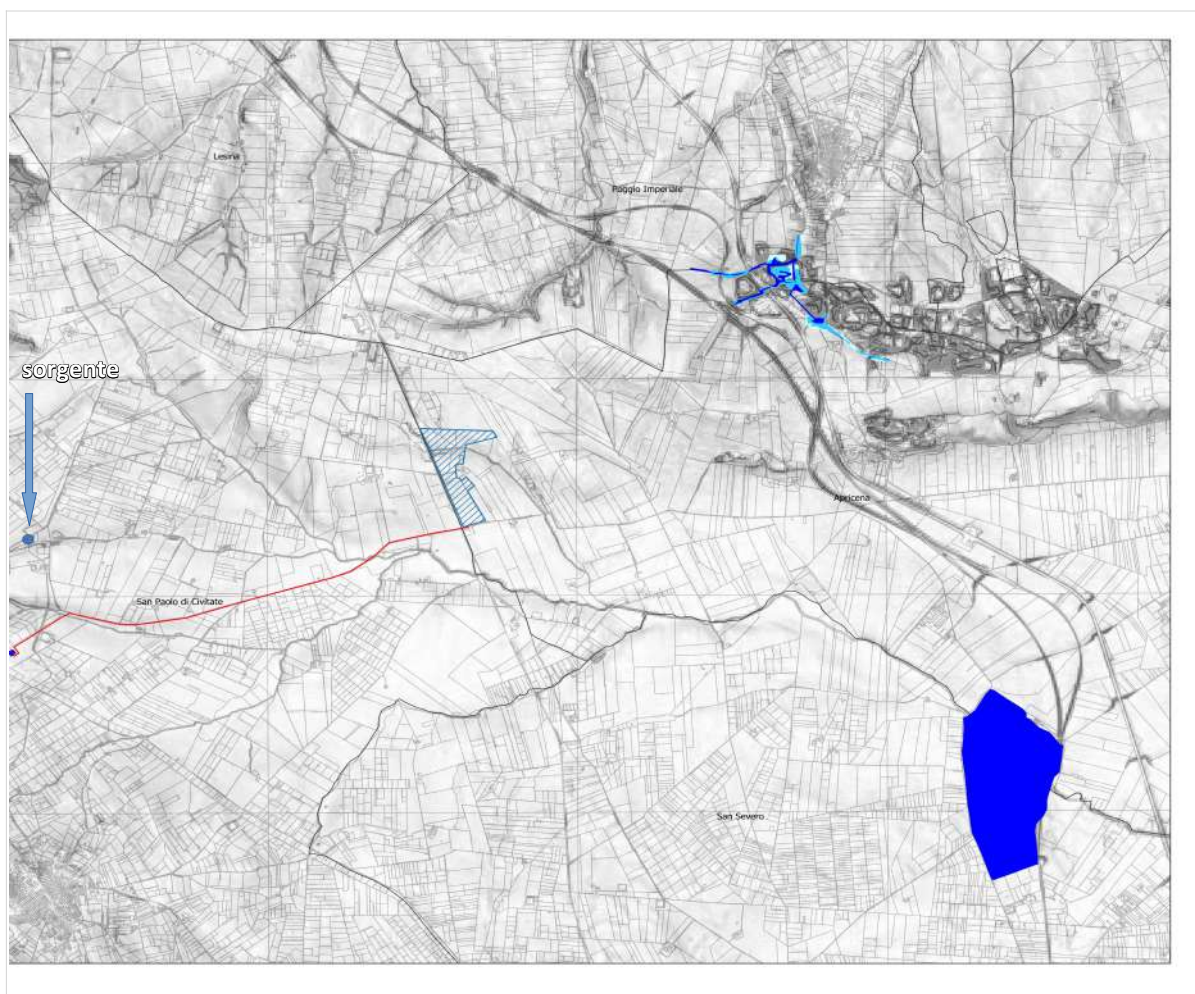 Lesina
Poggio Imperiale
sorgente
Apricena
San Paolo di Civitate
San Severo